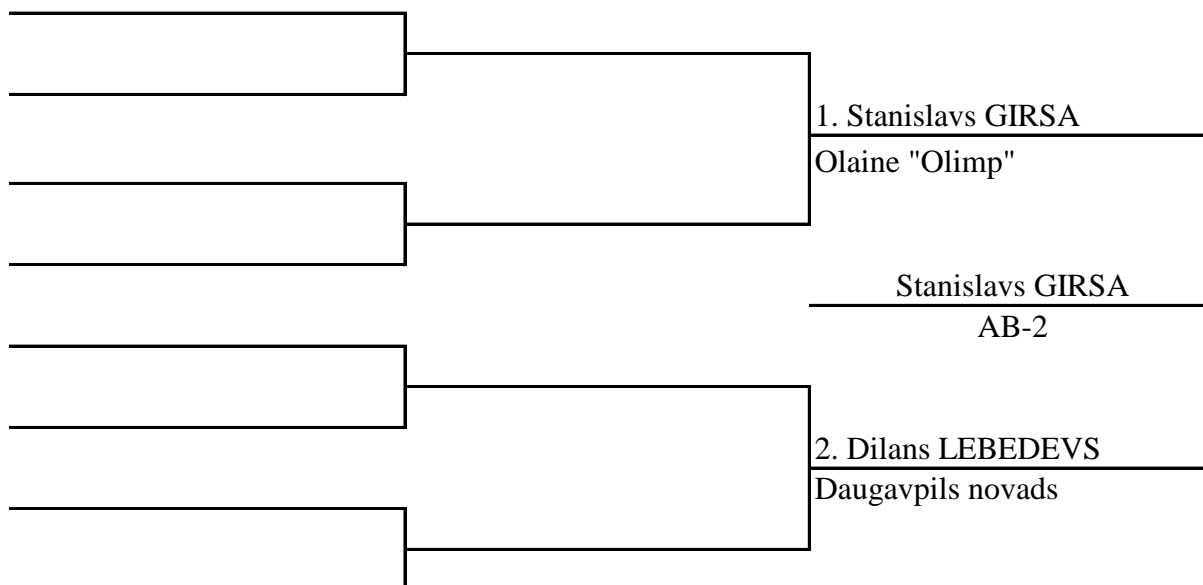 1. Stanislavs GIRSA
Olaine "Olimp"
Stanislavs GIRSA
AB-2
2. Dilans LEBEDEVS
Daugavpils novads